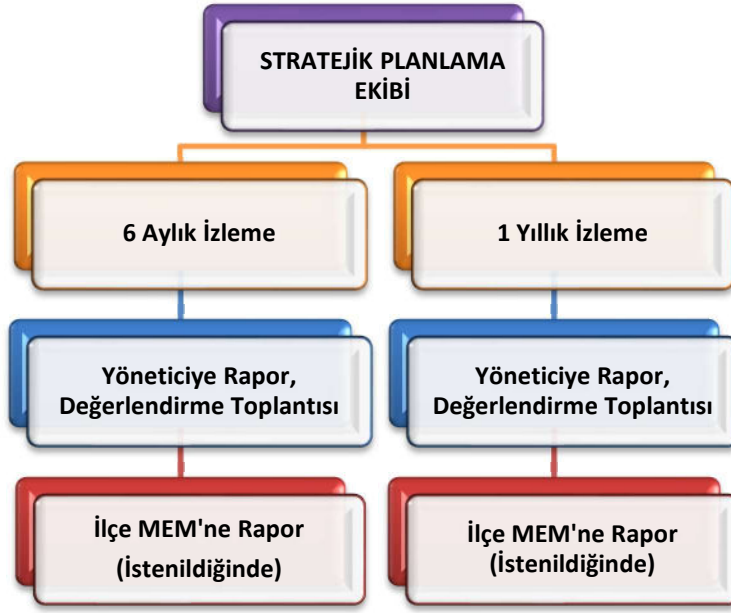 STRATEJİK PLANLAMA
EKİBİ
6 Aylık İzleme
1 Yıllık İzleme
Yöneticiye Rapor,
Değerlendirme Toplantısı
Yöneticiye Rapor,
Değerlendirme Toplantısı
İlçe MEM'ne Rapor
(İstenildiğinde)
İlçe MEM'ne Rapor
(İstenildiğinde)